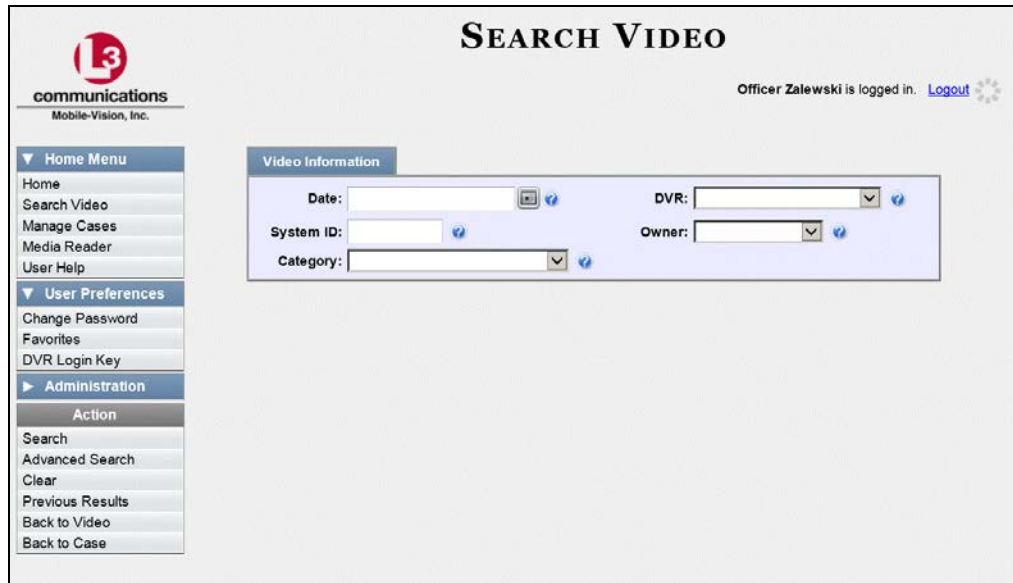 SEARCH VIDEO
L3
communications
Mobile-Vision, Inc.
Officer Zalewski is logged in. Logout
Home Menu
Home
Search Video
Manage Cases
Media Reader
User Help
User Preferences
Change Password
Favorites
DVR Login Key
Administration
Action
Search
Advanced Search
Clear
Previous Results
Back to Video
Back to Case
Video Information
Date: DVR:
System ID: Owner:
Category: